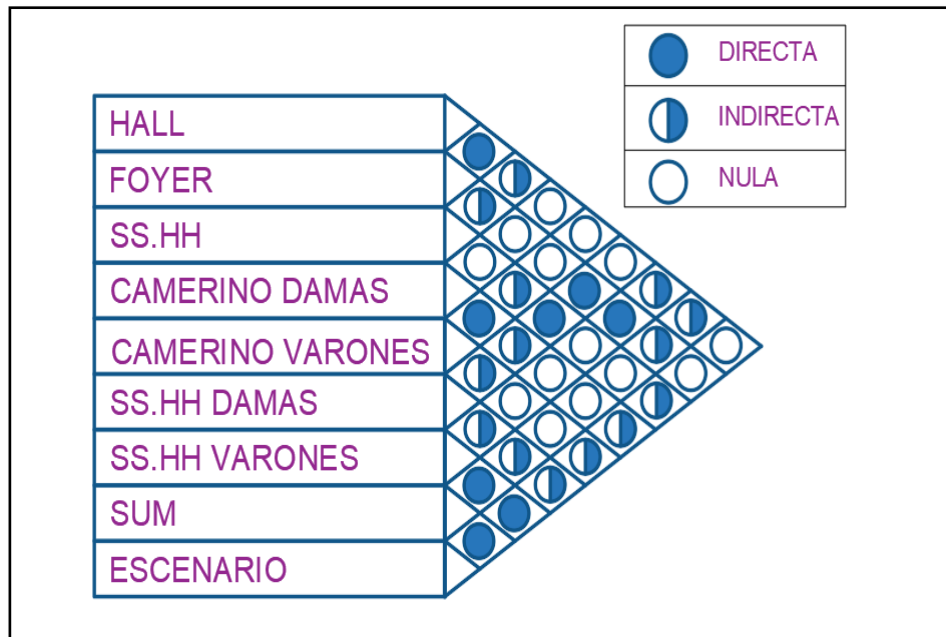 DIRECTA
INDIRECTA
NULA
HALL
FOYER
SS.HH
CAMERINO DAMAS
CAMERINO VARONES
SS.HH DAMAS
SS.HH VARONES
SUM
ESCENARIO